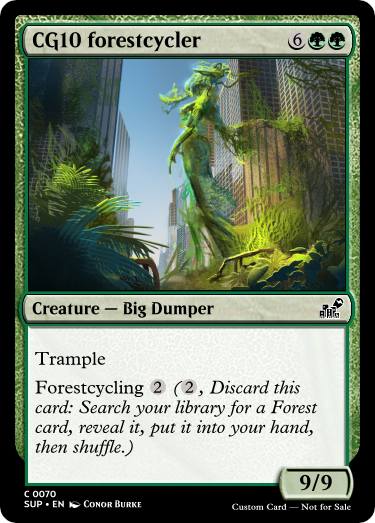 CG10 forestcycler 6
Creature — Big Dumper
Trample
Forestcycling 2 (2, Discard this
card: Search your library for a Forest
card, reveal it, put it into your hand,
then shuffle.)
9/9
C 0070
SUP • EN Conor Burke
Custom Card — Not for Sale